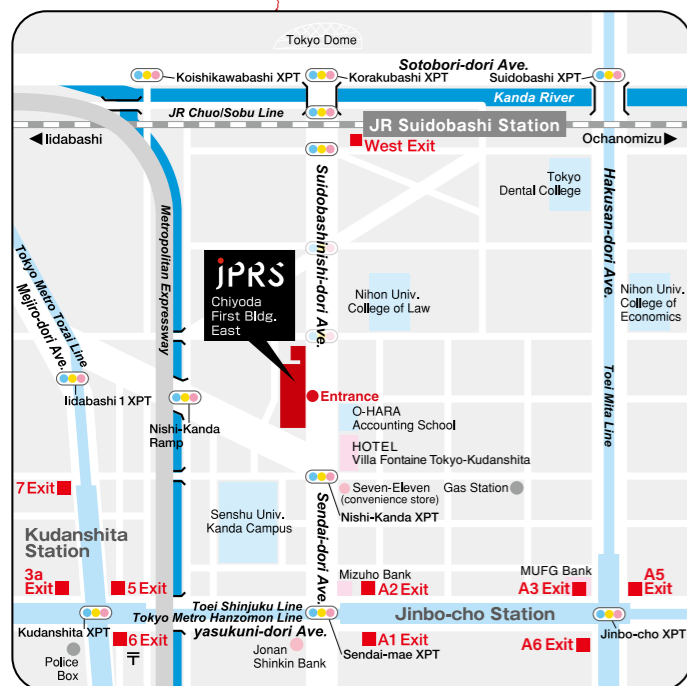 Tokyo Dome
Sotobori-dori Ave.
Koishikawabashi XPT
Korakubashi XPT
Suidobashi XPT
Kanda River
JR Chuo/Sobu Line
JR Suidobashi Station
Iidabashi
West Exit
Ochanomizu
Tokyo
Dental College
Suidobashinishi-dori Ave.
Hakusan-dori Ave.
Metropolitan Expressway
Tokyo Metro Tozai Line
Mejiro-dori Ave.
JPRS
Chiyoda
First Bldg.
East
Nihon Univ.
College of Law
Nihon Univ.
College of
Economics
Toei Mita Line
Iidabashi 1 XPT
Entrance
Nishi-Kanda
Ramp
O-HARA
Accounting School
HOTEL
Villa Fontaine Tokyo-Kudanshita
7 Exit
Seven-Eleven
(convenience store)
Gas Station
Nishi-Kanda XPT
Senshu Univ.
Kanda Campus
Sendai-dori Ave.
Kudanshita
Station
3a
Exit
5 Exit
Mizuho Bank
A2 Exit
MUFG Bank
A3 Exit
A5
Exit
Toei Shinjuku Line
Tokyo Metro Hanzomon Line
yasukuni-dori Ave.
Jinbo-cho Station
Kudanshita XPT
6 Exit
〒
Police
Box
Jonan
Shinkin Bank
A1 Exit
Sendai-mae XPT
A6 Exit
Jinbo-cho XPT